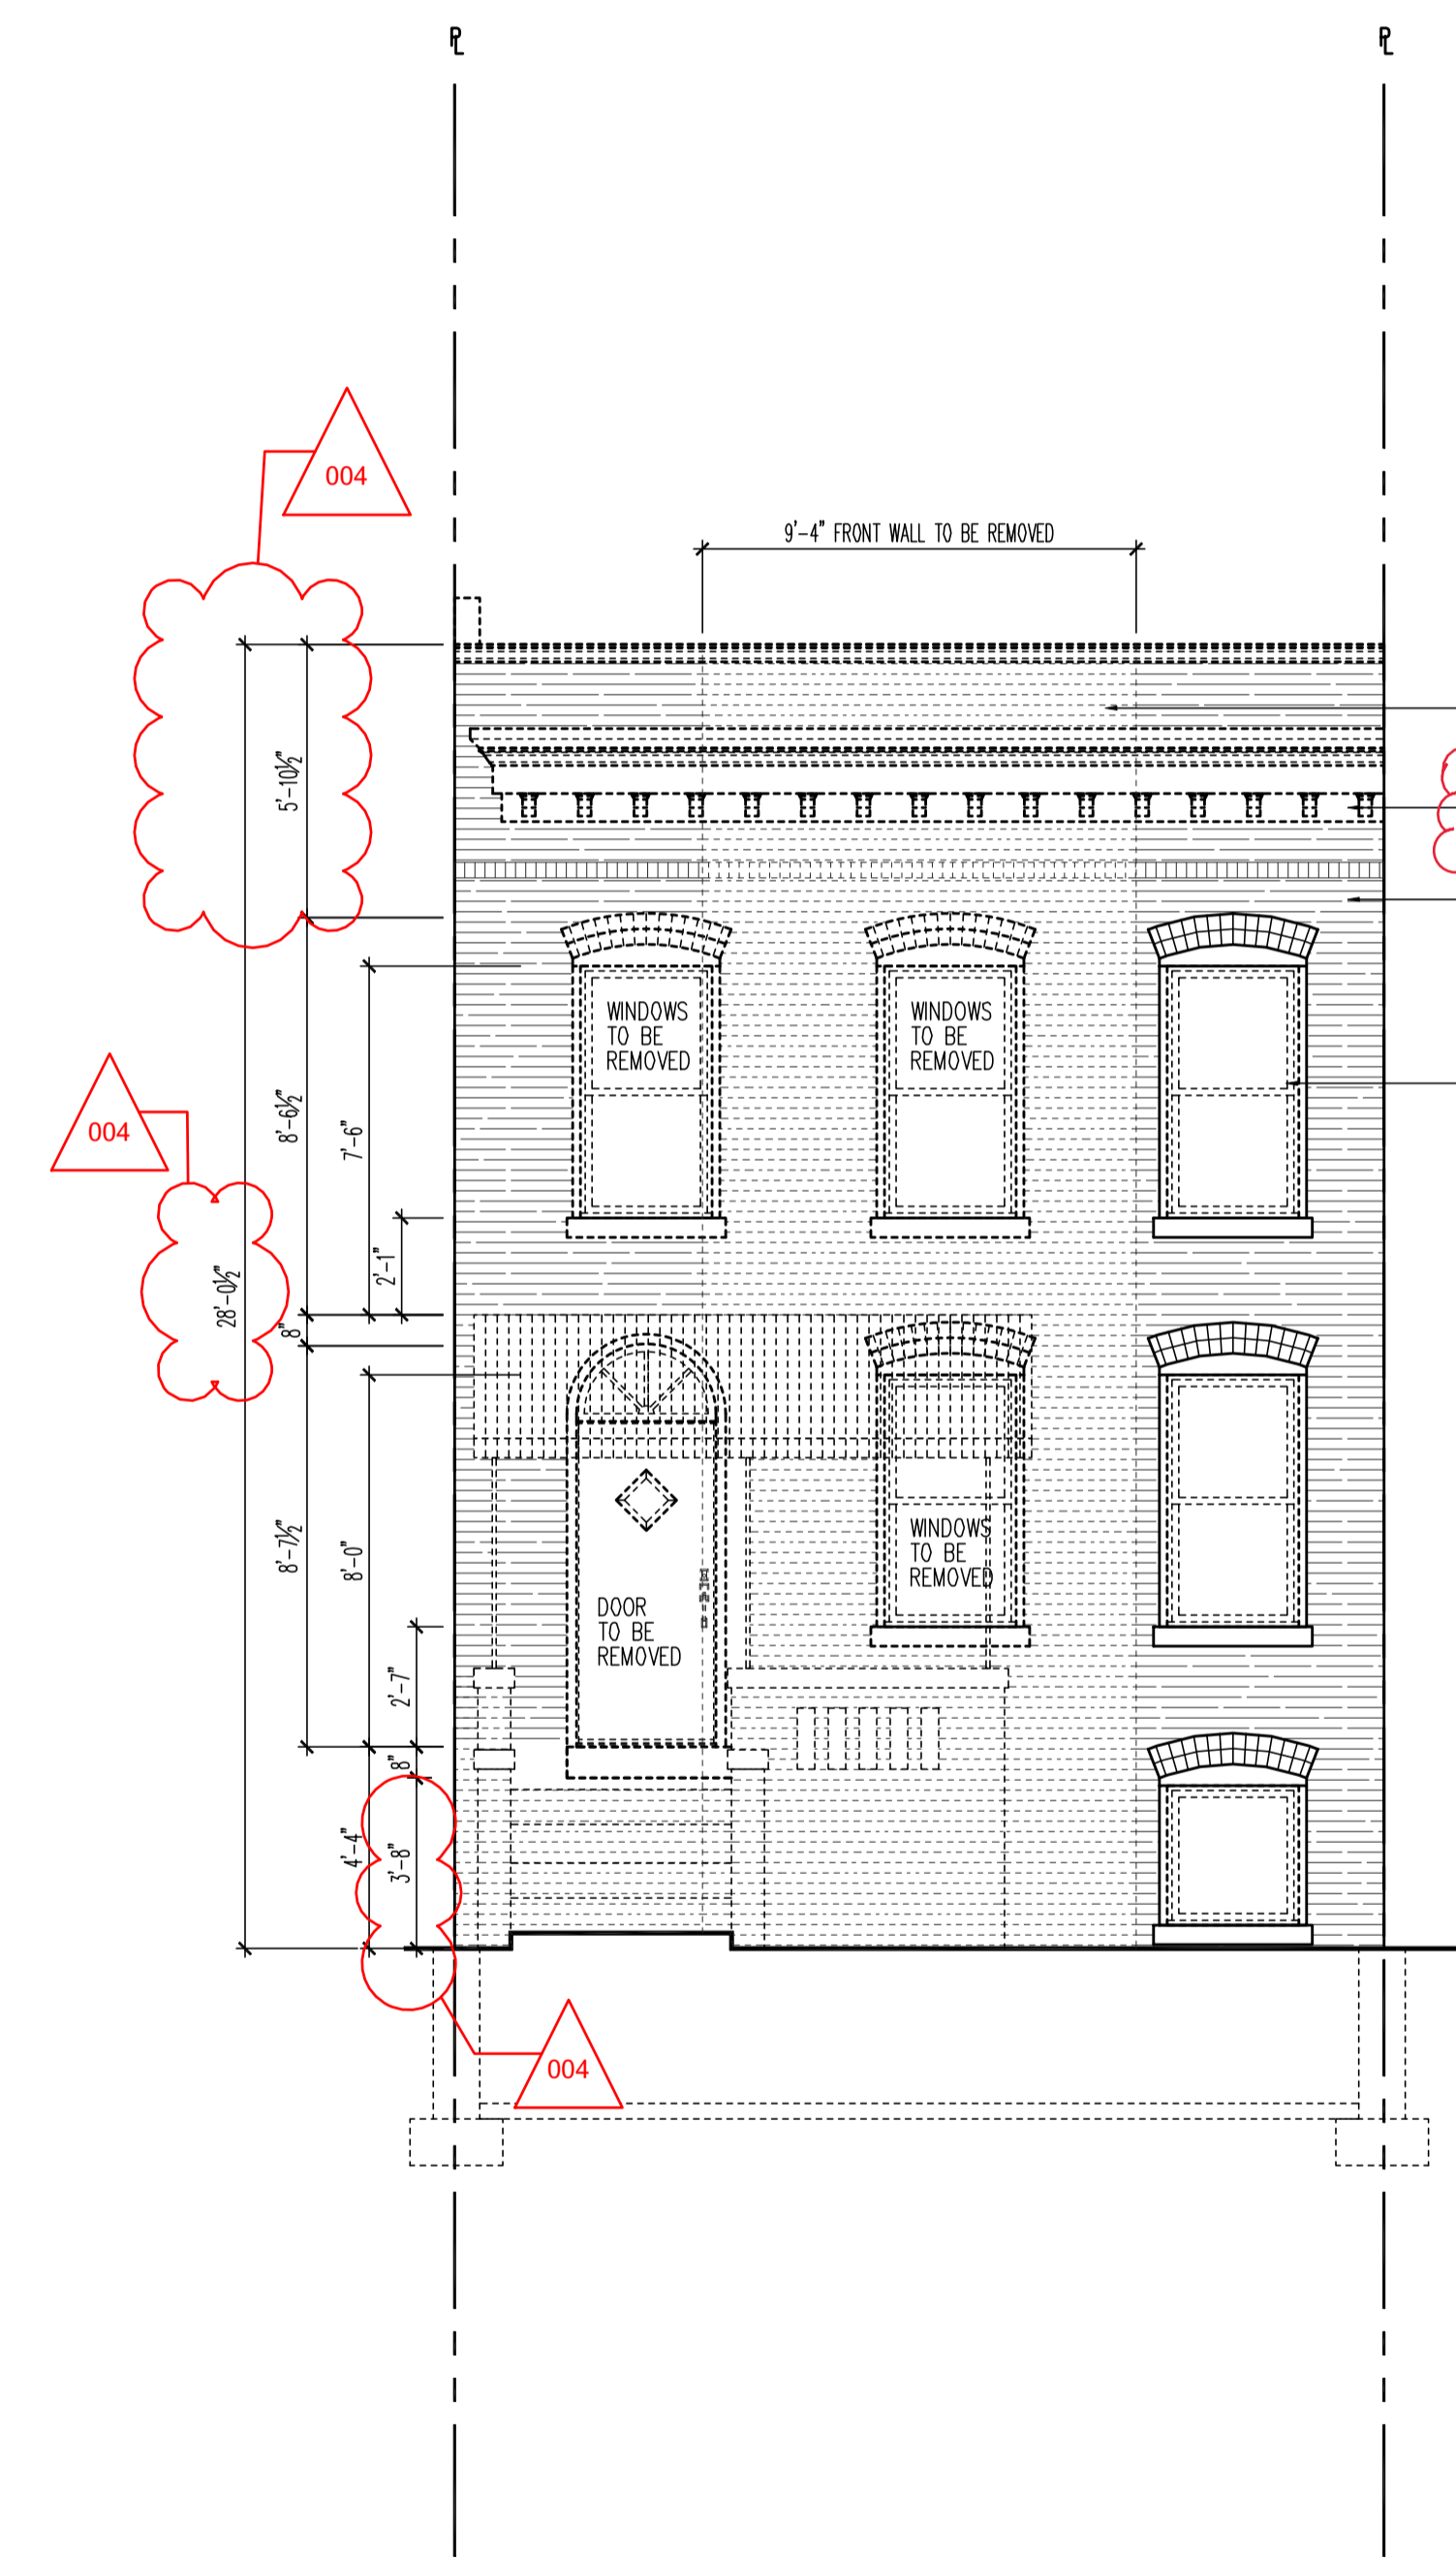 PL
PL
004
9'-4" FRONT WALL TO BE REMOVED
5'-10½"
WINDOWS
TO BE
REMOVED
WINDOWS
TO BE
REMOVED
8'-6½"
7'-6"
004
2'-1"
28'-0½"
8"
8'-7½"
8'-0"
WINDOWS
TO BE
REMOVED
DOOR
TO BE
REMOVED
2'-7"
8"
4'-4"
3'-8"
004